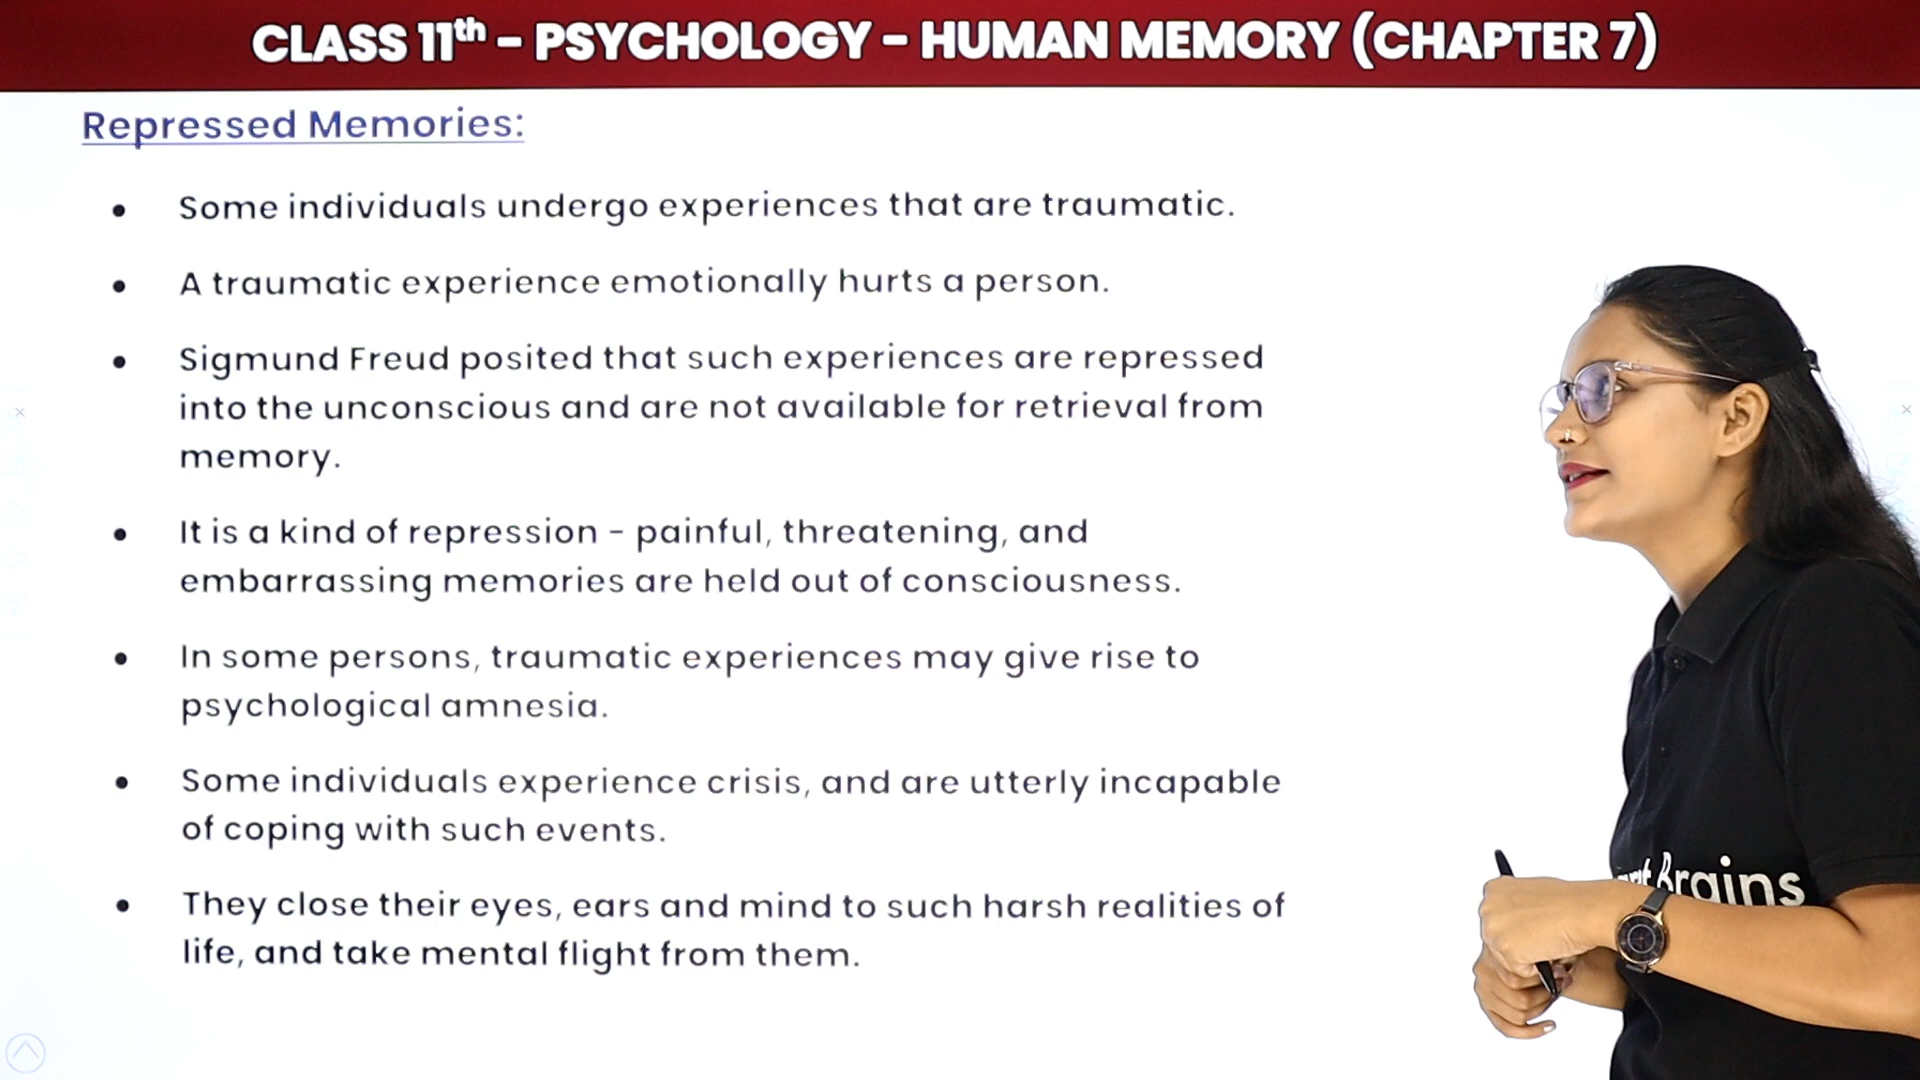 CLASS 11th - PSYCHOLOGY - HUMAN MEMORY (CHAPTER 7)
Repressed Memories:
• Some individuals undergo experiences that are traumatic.
• A traumatic experience emotionally hurts a person.
• Sigmund Freud posited that such experiences are repressed
into the unconscious and are not available for retrieval from
memory.
• It is a kind of repression - painful, threatening, and
embarrassing memories are held out of consciousness.
• In some persons, traumatic experiences may give rise to
psychological amnesia.
• Some individuals experience crisis, and are utterly incapable
of coping with such events.
• They close their eyes, ears and mind to such harsh realities of
life, and take mental flight from them.
Brains